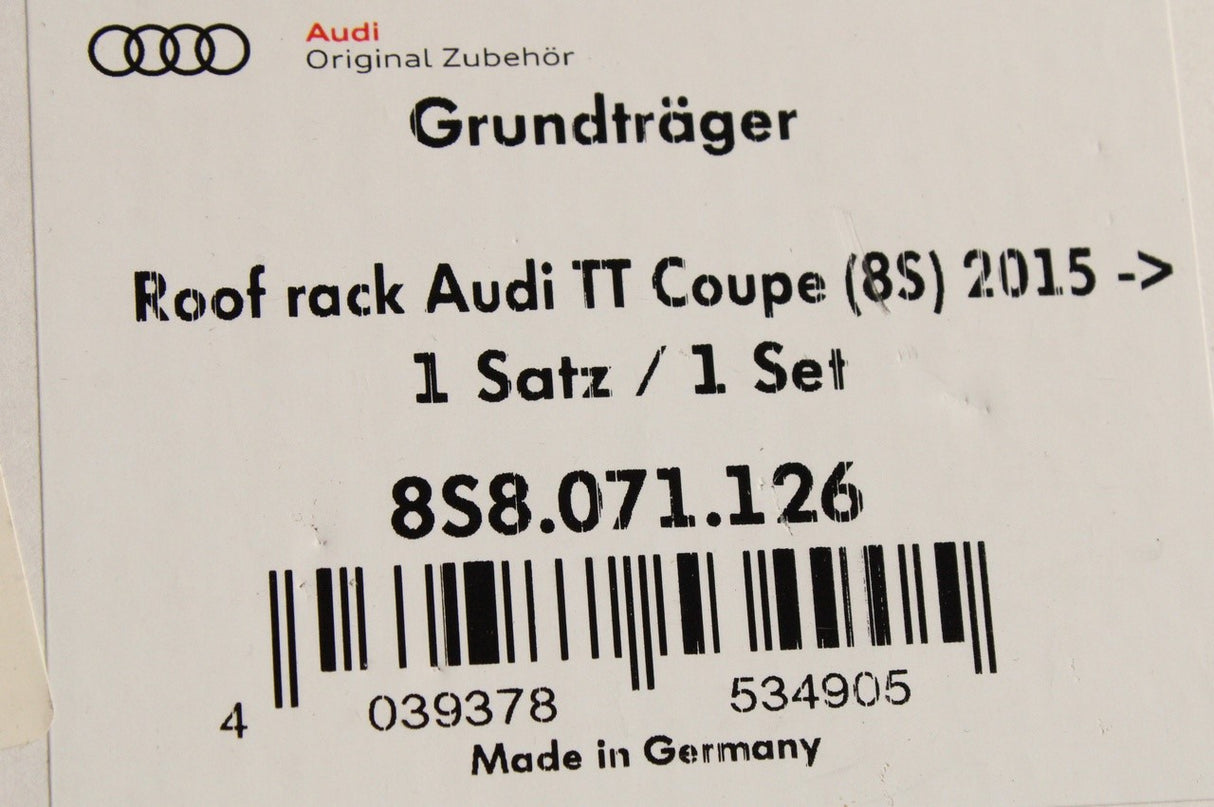 Audi
Original Zubehör
Grundträger
Roof rack Audi TT Coupe (8S) 2015 ->
1 Satz / 1 Set
8S8.071.126
4 039378 534905
Made in Germany